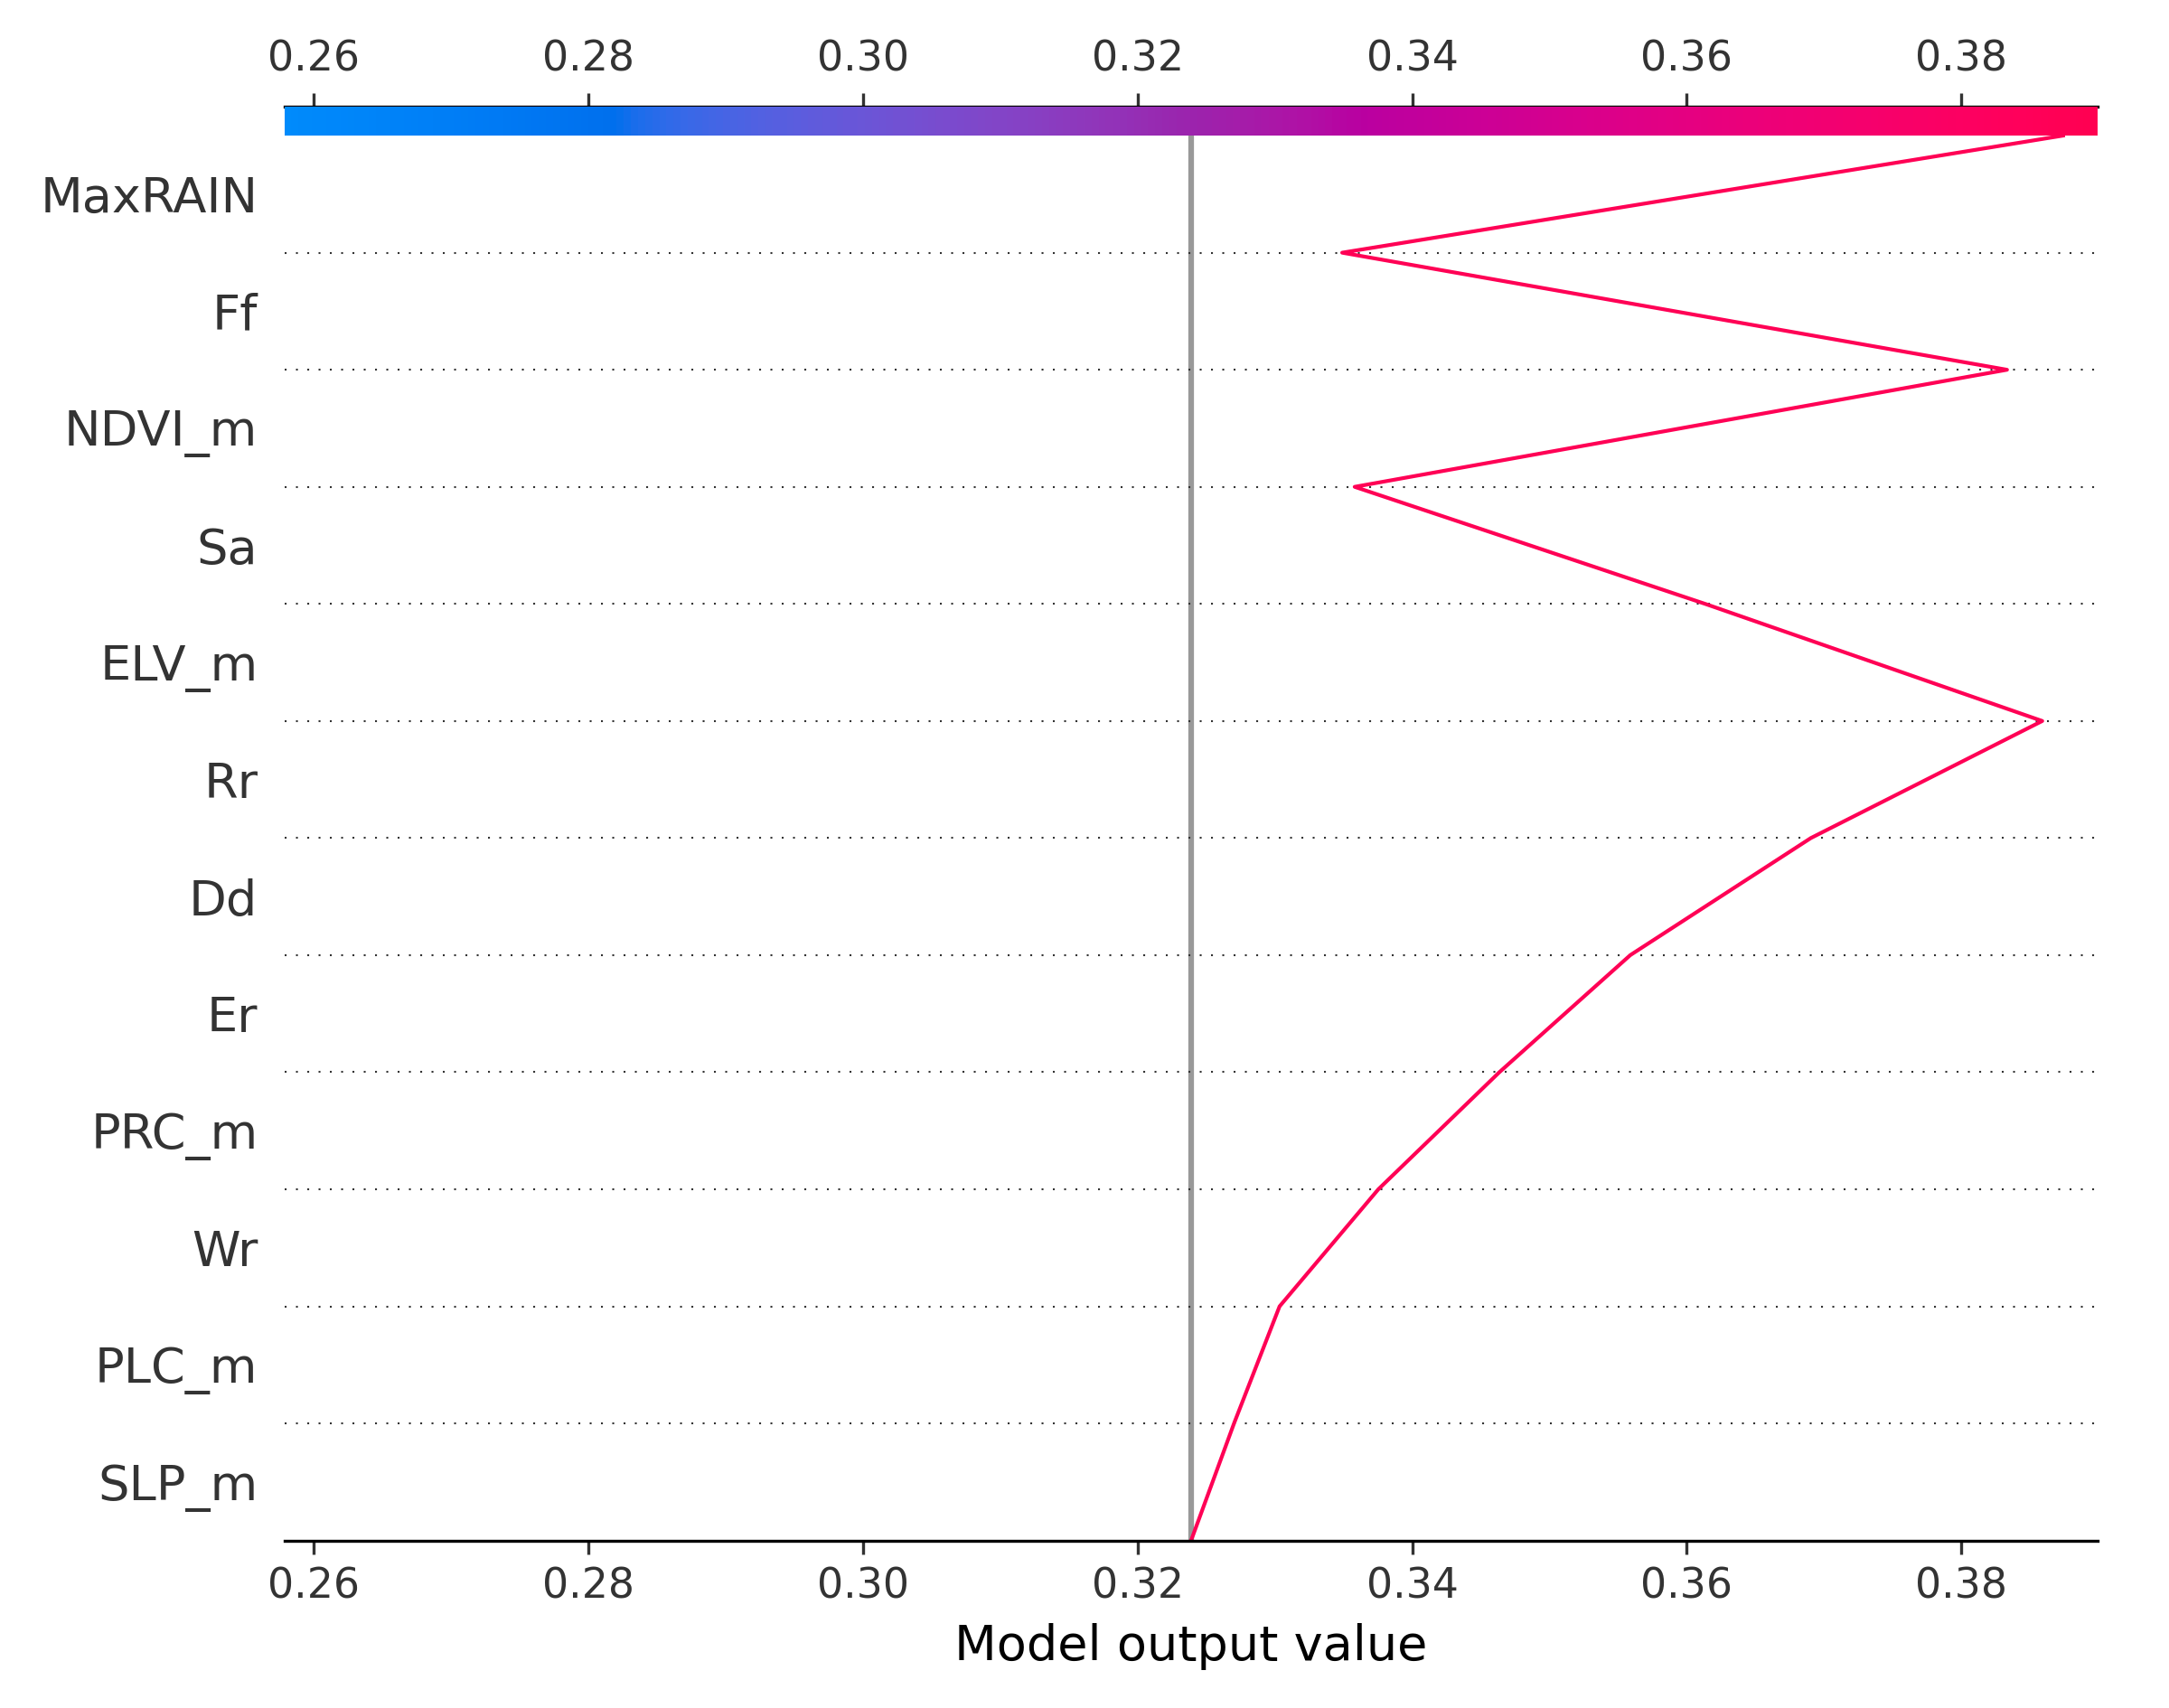 0.26 0.28 0.30 0.32 0.34 0.36 0.38
MaxRAIN
Ff
NDVI_m
Sa
ELV_m
Rr
Dd
Er
PRC_m
Wr
PLC_m
SLP_m
0.26 0.28 0.30 0.32 0.34 0.36 0.38
Model output value